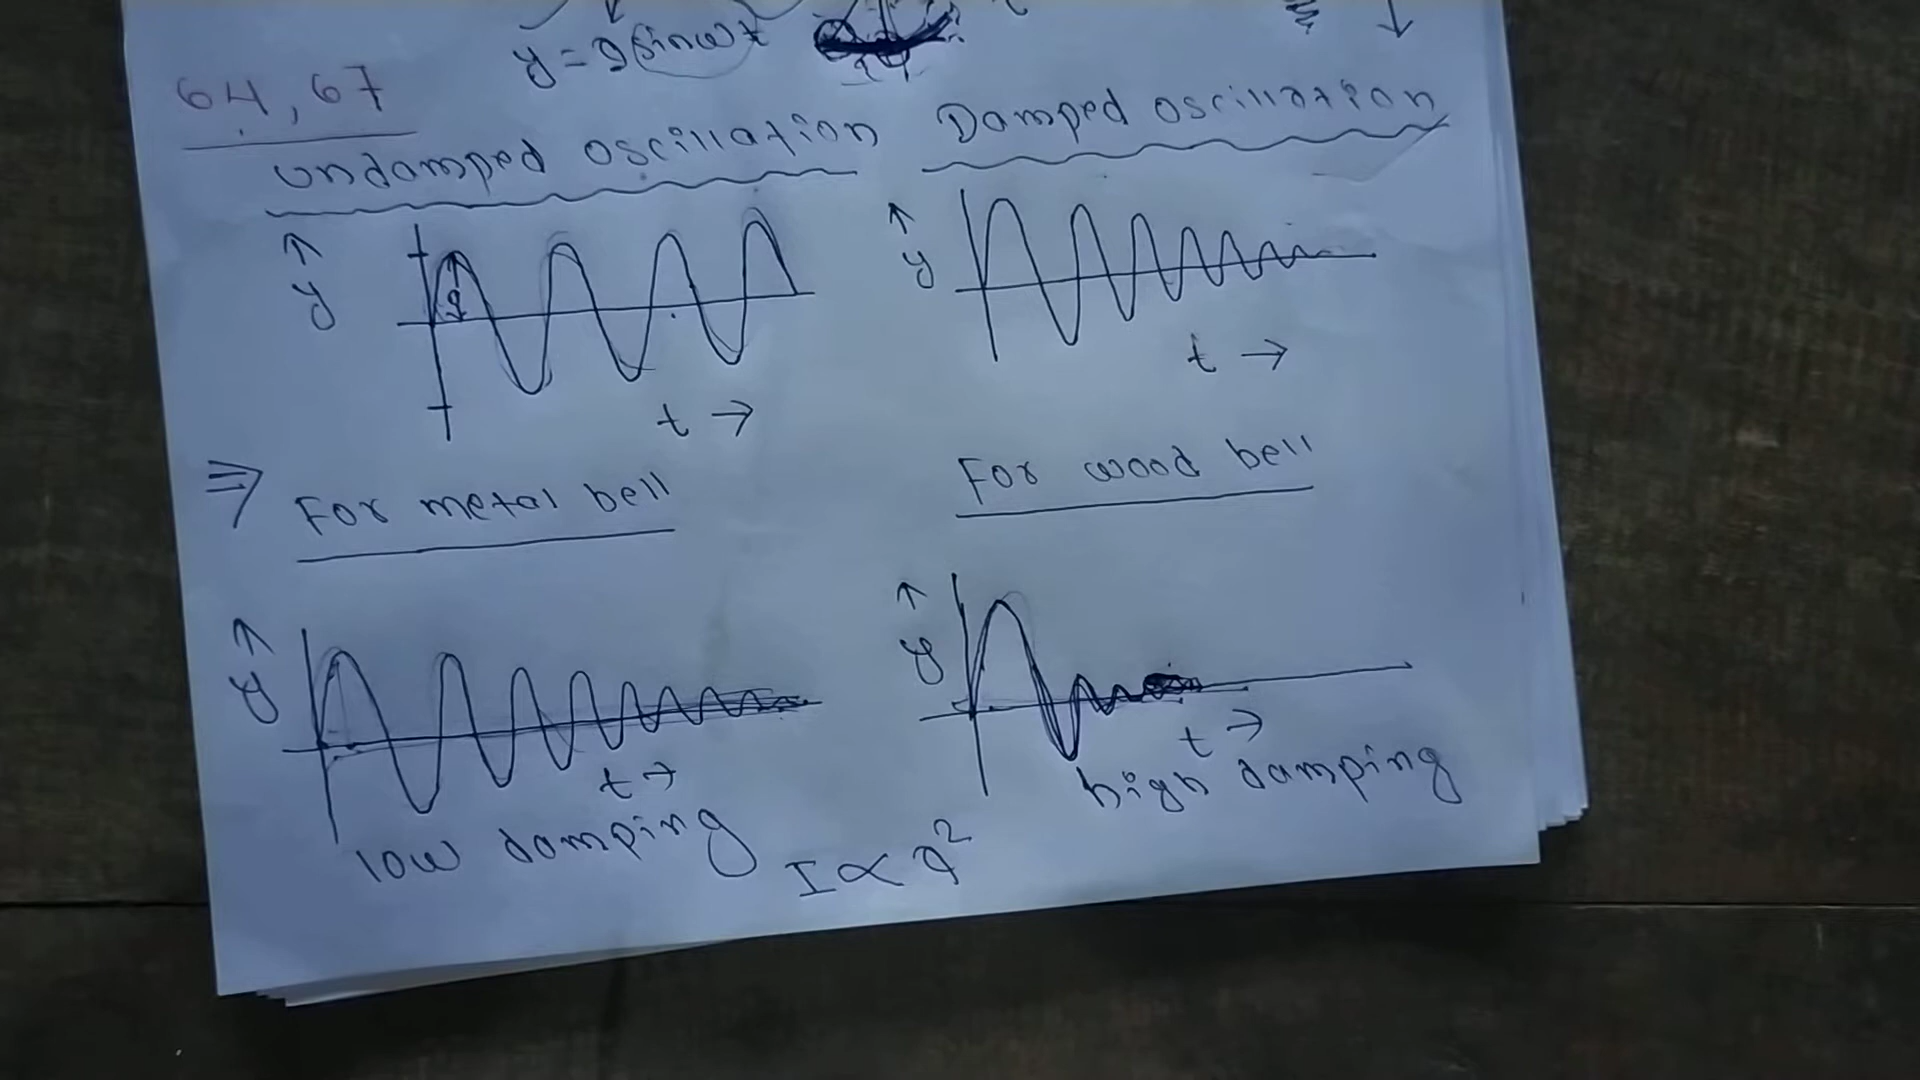 y = a sinωt
64, 67
undamped oscillation
Damped oscillation
↑
y
a
t →
↑
y
t →
⇒ For metal bell
For wood bell
↑
y
t →
low damping
↑
y
t →
high damping
I ∝ a²